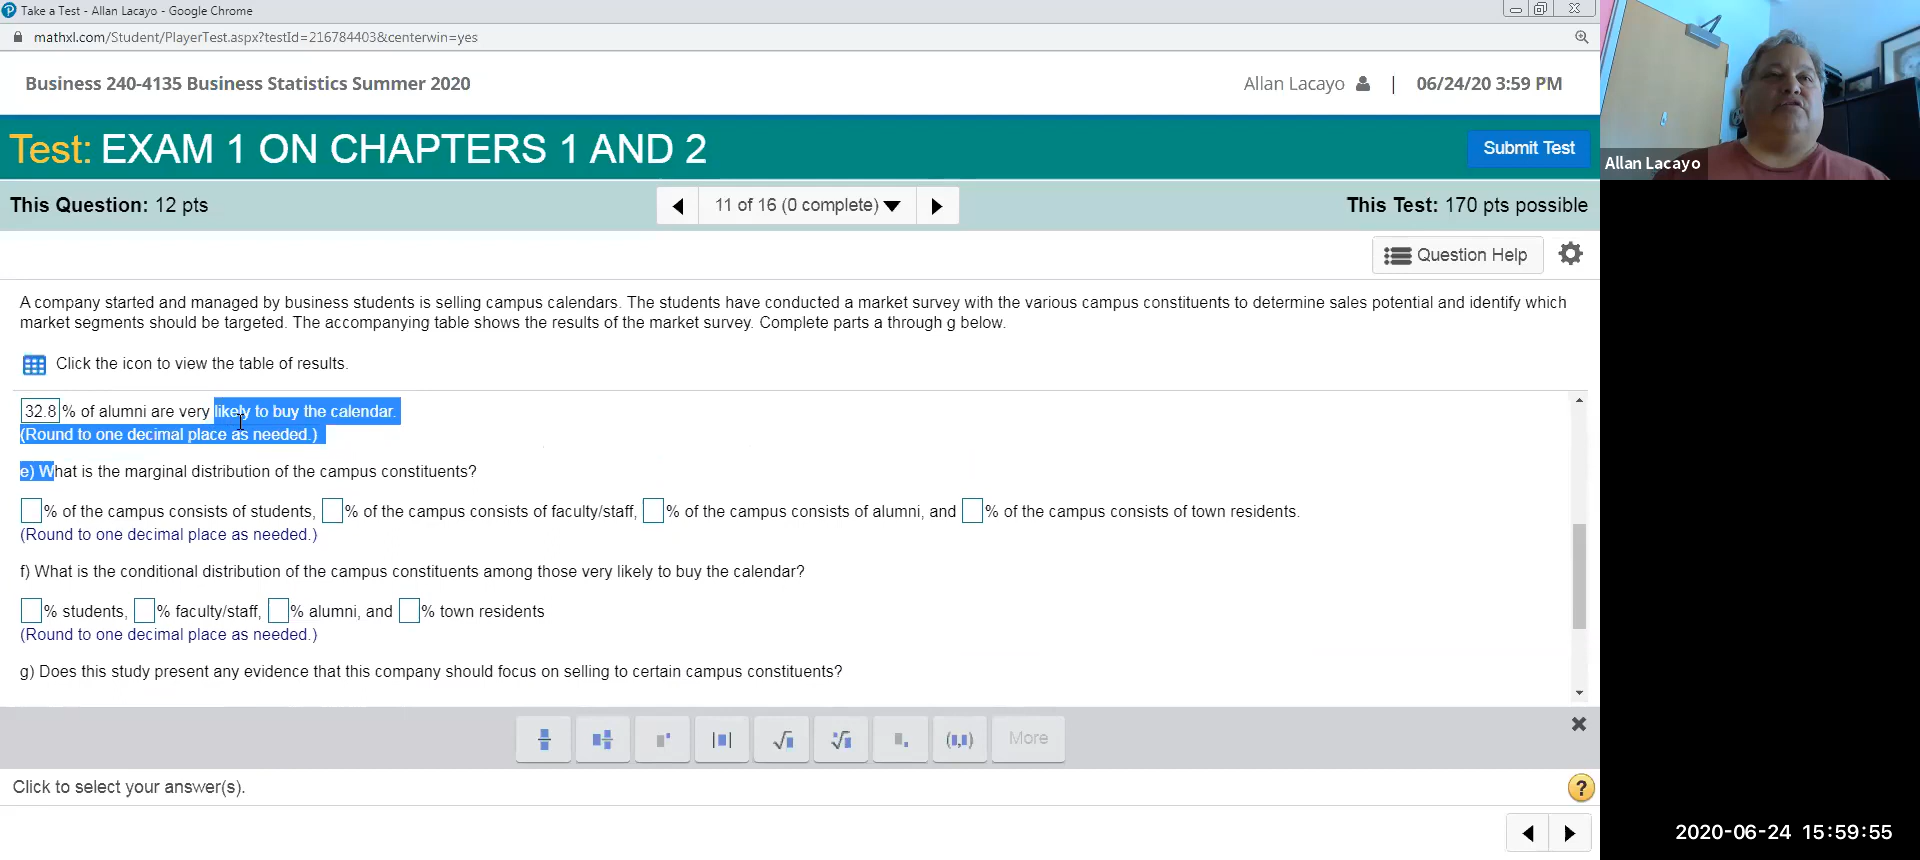 Take a Test - Allan Lacayo - Google Chrome
mathxl.com/Student/PlayerTest.aspx?testId=216784403&centerwin=yes
Business 240-4135 Business Statistics Summer 2020
Allan Lacayo | 06/24/20 3:59 PM
Test: EXAM 1 ON CHAPTERS 1 AND 2
Submit Test
Allan Lacayo
This Question: 12 pts
11 of 16 (0 complete)
This Test: 170 pts possible
Question Help
A company started and managed by business students is selling campus calendars. The students have conducted a market survey with the various campus constituents to determine sales potential and identify which
market segments should be targeted. The accompanying table shows the results of the market survey. Complete parts a through g below.
Click the icon to view the table of results.
32.8 % of alumni are very likely to buy the calendar.
(Round to one decimal place as needed.)
e) What is the marginal distribution of the campus constituents?
% of the campus consists of students, % of the campus consists of faculty/staff, % of the campus consists of alumni, and % of the campus consists of town residents.
(Round to one decimal place as needed.)
f) What is the conditional distribution of the campus constituents among those very likely to buy the calendar?
% students, % faculty/staff, % alumni, and % town residents
(Round to one decimal place as needed.)
g) Does this study present any evidence that this company should focus on selling to certain campus constituents?
More
Click to select your answer(s).
?
2020-06-24 15:59:55